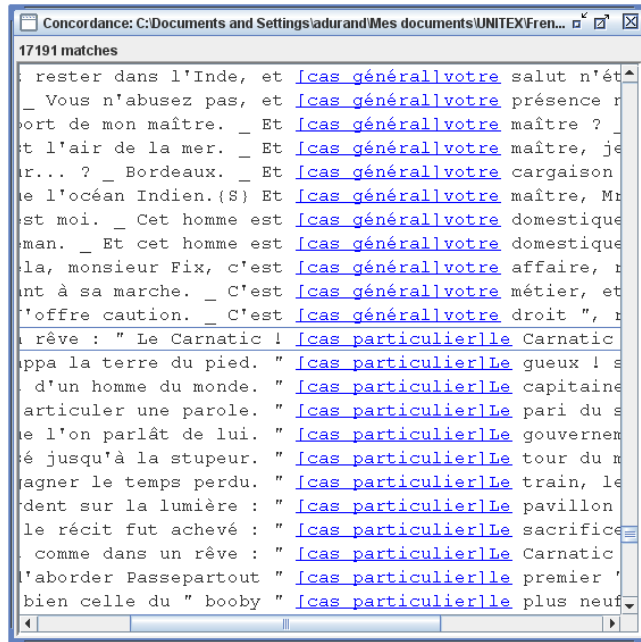 Concordance: C:\Documents and Settings\adurand\Mes documents\UNITEX\Fren...
17191 matches
rester dans l'Inde, et [cas général]votre salut n'ét
_ Vous n'abusez pas, et [cas général]votre présence
ort de mon maître. _ Et [cas général]votre maître ? _
t l'air de la mer. _ Et [cas général]votre maître, je
r... ? _ Bordeaux. _ Et [cas général]votre cargaison
e l'océan Indien.{S} Et [cas général]votre maître, Mr
st moi. _ Cet homme est [cas général]votre domestique
man. _ Et cet homme est [cas général]votre domestique
la, monsieur Fix, c'est [cas général]votre affaire,
nt à sa marche. _ C'est [cas général]votre métier, et
'offre caution. _ C'est [cas général]votre droit ",
rêve : " Le Carnatic ! [cas particulier]le Carnatic
ppa la terre du pied. " [cas particulier]Le gueux ! s
d'un homme du monde. " [cas particulier]Le capitaine
articuler une parole. " [cas particulier]Le pari du s
e l'on parlât de lui. " [cas particulier]Le gouvernem
é jusqu'à la stupeur. " [cas particulier]Le tour du m
agner le temps perdu. " [cas particulier]Le train, le
dent sur la lumière : " [cas particulier]Le pavillon
le récit fut achevé : " [cas particulier]Le sacrifice
comme dans un rêve : " [cas particulier]Le Carnatic
l'aborder Passepartout " [cas particulier]Le premier "
bien celle du " booby " [cas particulier]Le plus neuf